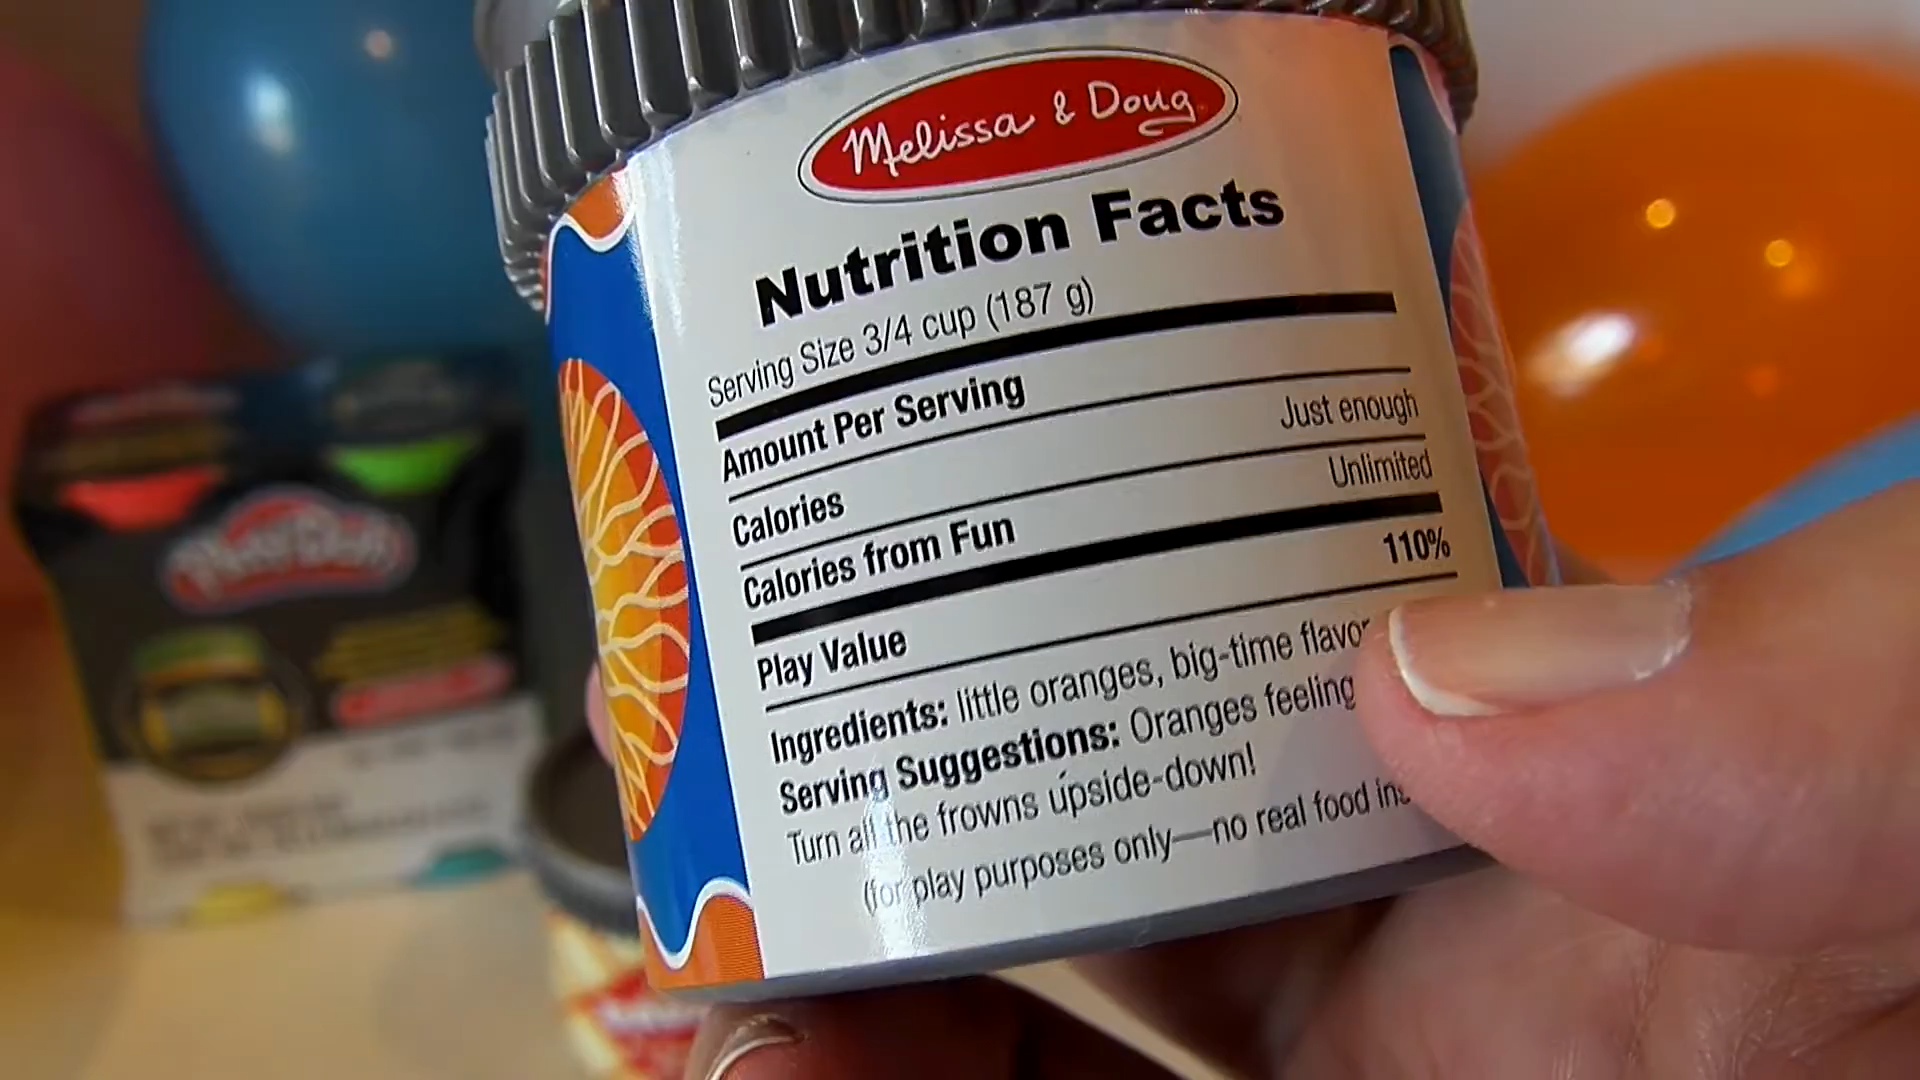 Melissa & Doug
Nutrition Facts
Serving Size 3/4 cup (187 g)
Amount Per Serving
Calories Just enough
Calories from Fun Unlimited
Play Value 110%
Ingredients: little oranges, big-time flavor
Serving Suggestions: Oranges feeling
Turn all the frowns upside-down!
(for play purposes only—no real food
Play-Doh